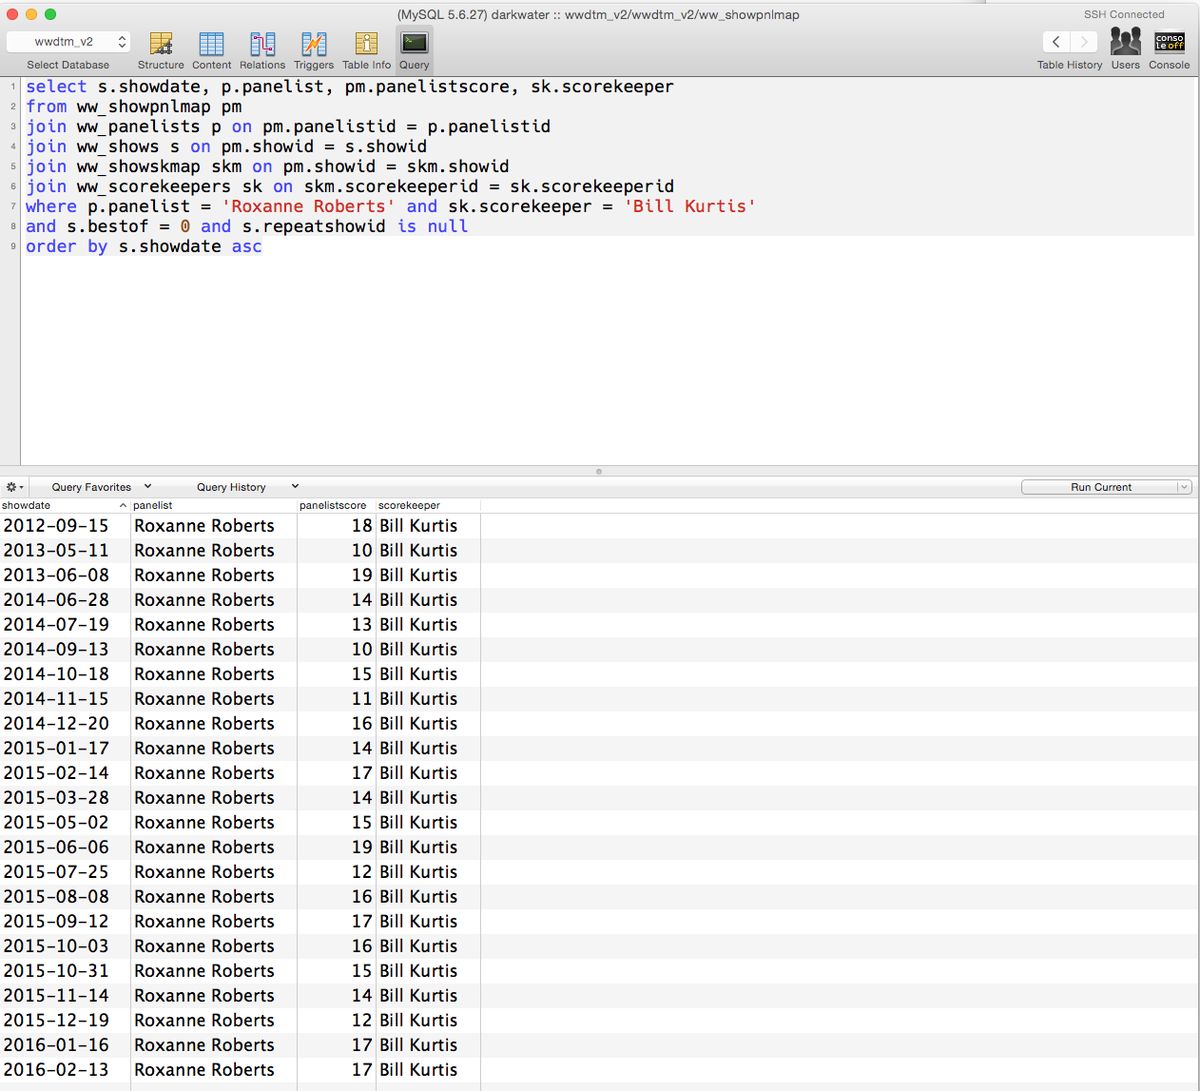 (MySQL 5.6.27) darkwater :: wwdtm_v2/wwdtm_v2/ww_showpnlmap
SSH Connected
wwdtm_v2
Select Database
Structure
Content
Relations
Triggers
Table Info
Query
Table History
Users
conso
le off
Console
1 select s.showdate, p.panelist, pm.panelistscore, sk.scorekeeper
2 from ww_showpnlmap pm
3 join ww_panelists p on pm.panelistid = p.panelistid
4 join ww_shows s on pm.showid = s.showid
5 join ww_showskmap skm on pm.showid = skm.showid
6 join ww_scorekeepers sk on skm.scorekeeperid = sk.scorekeeperid
7 where p.panelist = 'Roxanne Roberts' and sk.scorekeeper = 'Bill Kurtis'
8 and s.bestof = 0 and s.repeatshowid is null
9 order by s.showdate asc
Query Favorites
Query History
Run Current
showdate panelist panelistscore scorekeeper
2012-09-15 Roxanne Roberts 18 Bill Kurtis
2013-05-11 Roxanne Roberts 10 Bill Kurtis
2013-06-08 Roxanne Roberts 19 Bill Kurtis
2014-06-28 Roxanne Roberts 14 Bill Kurtis
2014-07-19 Roxanne Roberts 13 Bill Kurtis
2014-09-13 Roxanne Roberts 10 Bill Kurtis
2014-10-18 Roxanne Roberts 15 Bill Kurtis
2014-11-15 Roxanne Roberts 11 Bill Kurtis
2014-12-20 Roxanne Roberts 16 Bill Kurtis
2015-01-17 Roxanne Roberts 14 Bill Kurtis
2015-02-14 Roxanne Roberts 17 Bill Kurtis
2015-03-28 Roxanne Roberts 14 Bill Kurtis
2015-05-02 Roxanne Roberts 15 Bill Kurtis
2015-06-06 Roxanne Roberts 19 Bill Kurtis
2015-07-25 Roxanne Roberts 12 Bill Kurtis
2015-08-08 Roxanne Roberts 16 Bill Kurtis
2015-09-12 Roxanne Roberts 17 Bill Kurtis
2015-10-03 Roxanne Roberts 16 Bill Kurtis
2015-10-31 Roxanne Roberts 15 Bill Kurtis
2015-11-14 Roxanne Roberts 14 Bill Kurtis
2015-12-19 Roxanne Roberts 12 Bill Kurtis
2016-01-16 Roxanne Roberts 17 Bill Kurtis
2016-02-13 Roxanne Roberts 17 Bill Kurtis